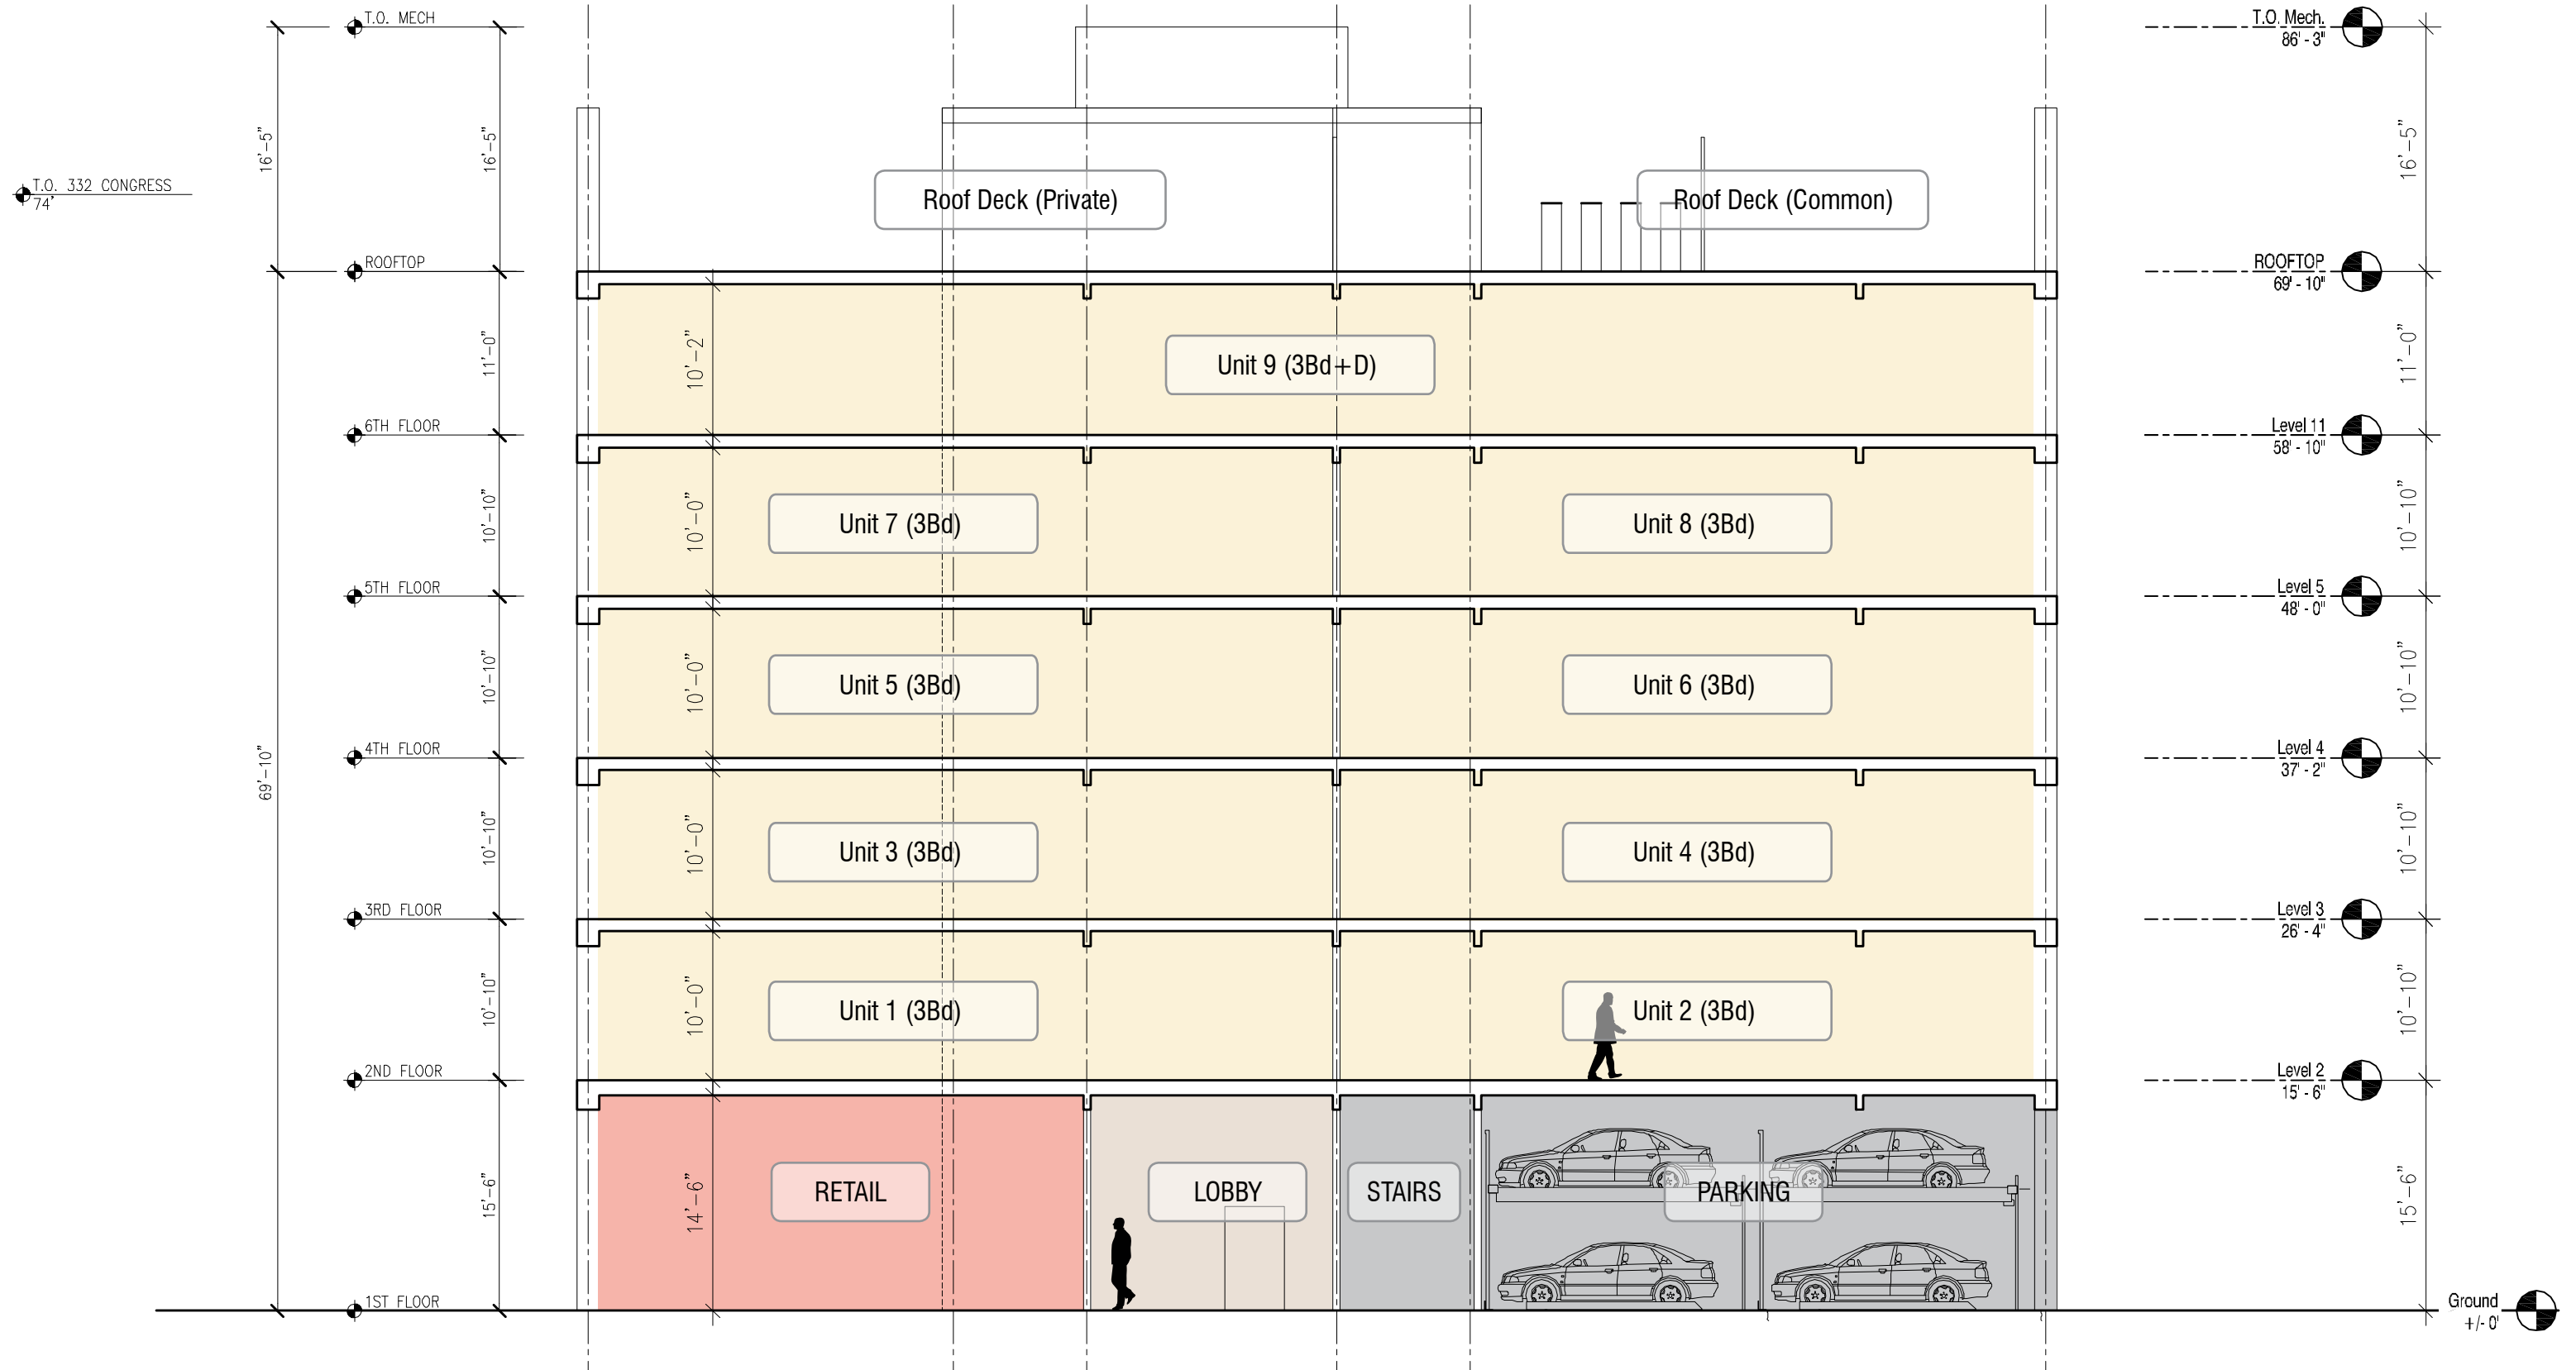 T.O. MECH
T.O. Mech.
86' - 3"
16'-5"
16'-5"
16'-5"
T.O. 332 CONGRESS
74'
Roof Deck (Private)
Roof Deck (Common)
ROOFTOP
ROOFTOP
69' - 10"
11'-0"
10'-2"
Unit 9 (3Bd+D)
11'-0"
6TH FLOOR
Level 11
58' - 10"
10'-10"
10'-0"
Unit 7 (3Bd)
Unit 8 (3Bd)
10'-10"
5TH FLOOR
Level 5
48' - 0"
10'-10"
10'-0"
Unit 5 (3Bd)
Unit 6 (3Bd)
10'-10"
4TH FLOOR
Level 4
37' - 2"
69'-10"
10'-10"
10'-0"
Unit 3 (3Bd)
Unit 4 (3Bd)
10'-10"
3RD FLOOR
Level 3
26' - 4"
10'-10"
10'-0"
Unit 1 (3Bd)
Unit 2 (3Bd)
10'-10"
2ND FLOOR
Level 2
15' - 6"
15'-6"
14'-6"
RETAIL
LOBBY
STAIRS
PARKING
15'-6"
1ST FLOOR
Ground
+/- 0'